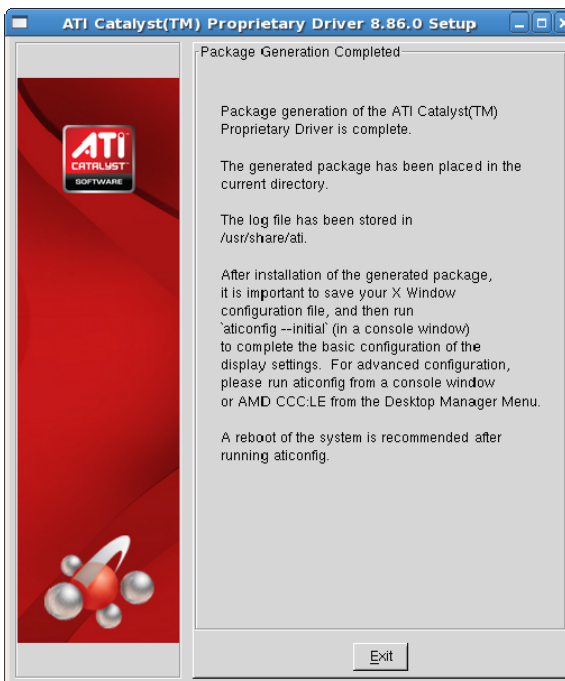 ATI Catalyst(TM) Proprietary Driver 8.86.0 Setup
Package Generation Completed
ATI
CATALYST™
SOFTWARE
Package generation of the ATI Catalyst(TM)
Proprietary Driver is complete.
The generated package has been placed in the
current directory.
The log file has been stored in
/usr/share/ati.
After installation of the generated package,
it is important to save your X Window
configuration file, and then run
`aticonfig --initial` (in a console window)
to complete the basic configuration of the
display settings.  For advanced configuration,
please run aticonfig from a console window
or AMD CCC:LE from the Desktop Manager Menu.
A reboot of the system is recommended after
running aticonfig.
Exit